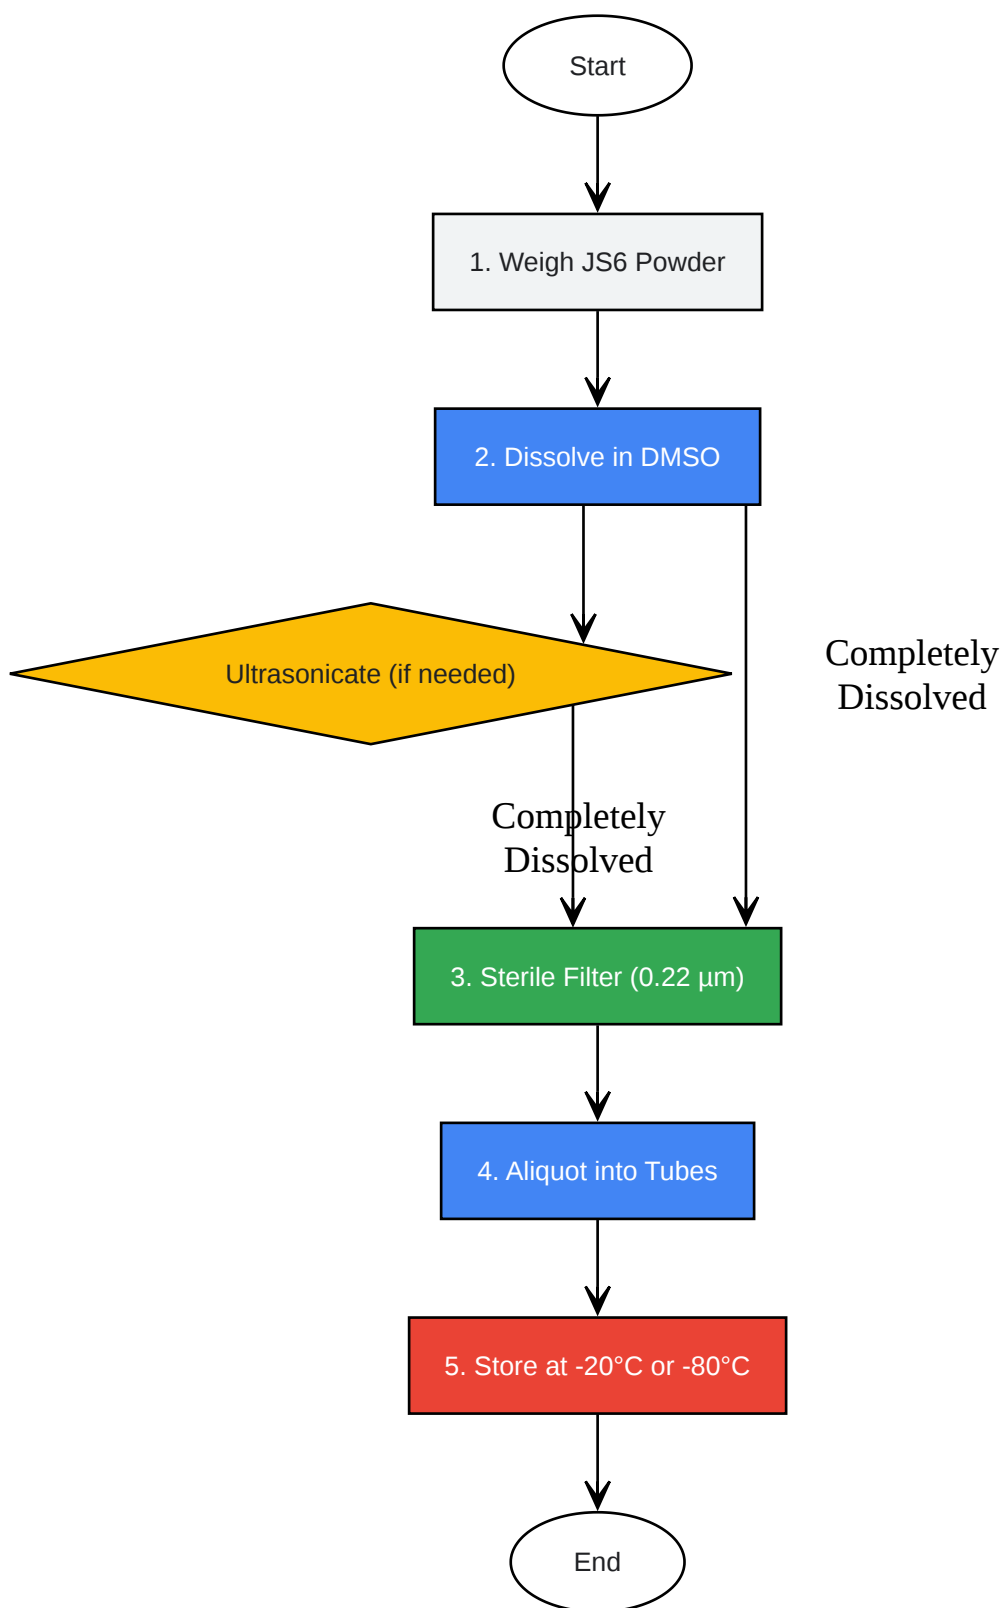 Start
1. Weigh JS6 Powder
2. Dissolve in DMSO
Ultrasonicate (if needed)
Completely
Dissolved
Completely
Dissolved
3. Sterile Filter (0.22 µm)
4. Aliquot into Tubes
5. Store at -20°C or -80°C
End